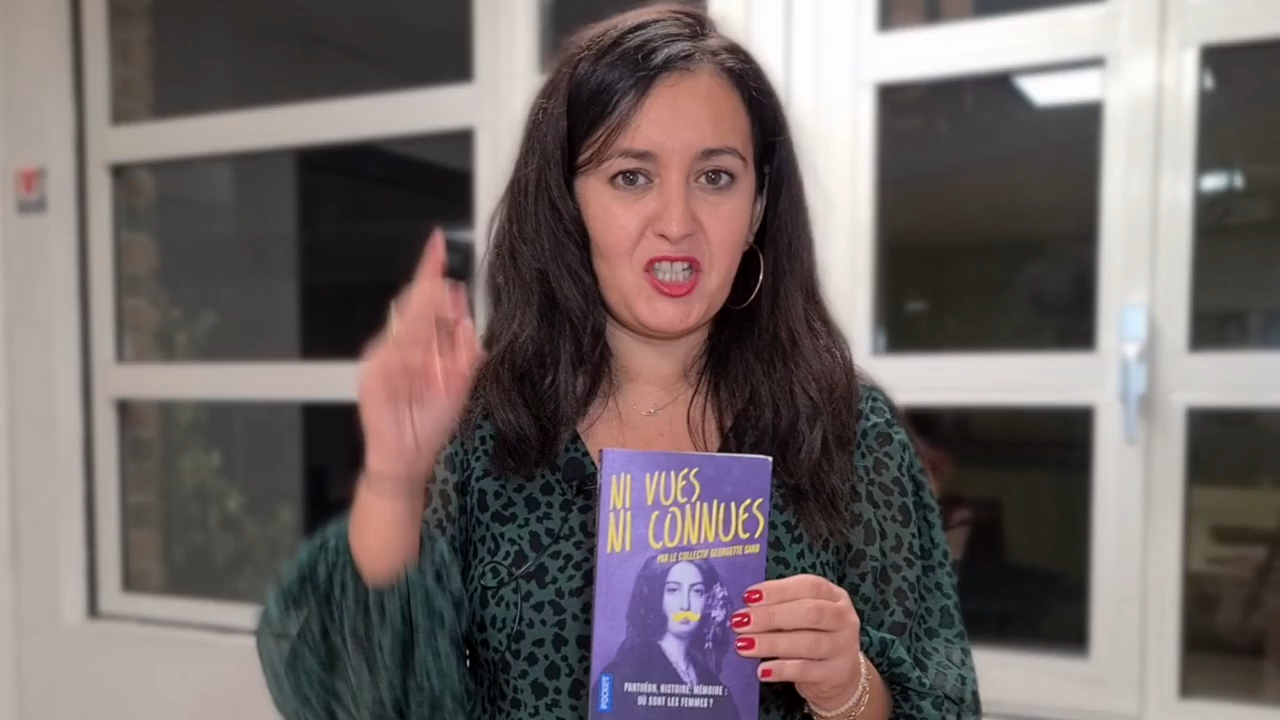 NI VUES
NI CONNUES
PAR LE COLLECTIF GEORGETTE SAND
PANTHÉON, HISTOIRE, MÉMOIRE :
OÙ SONT LES FEMMES ?
POCKET